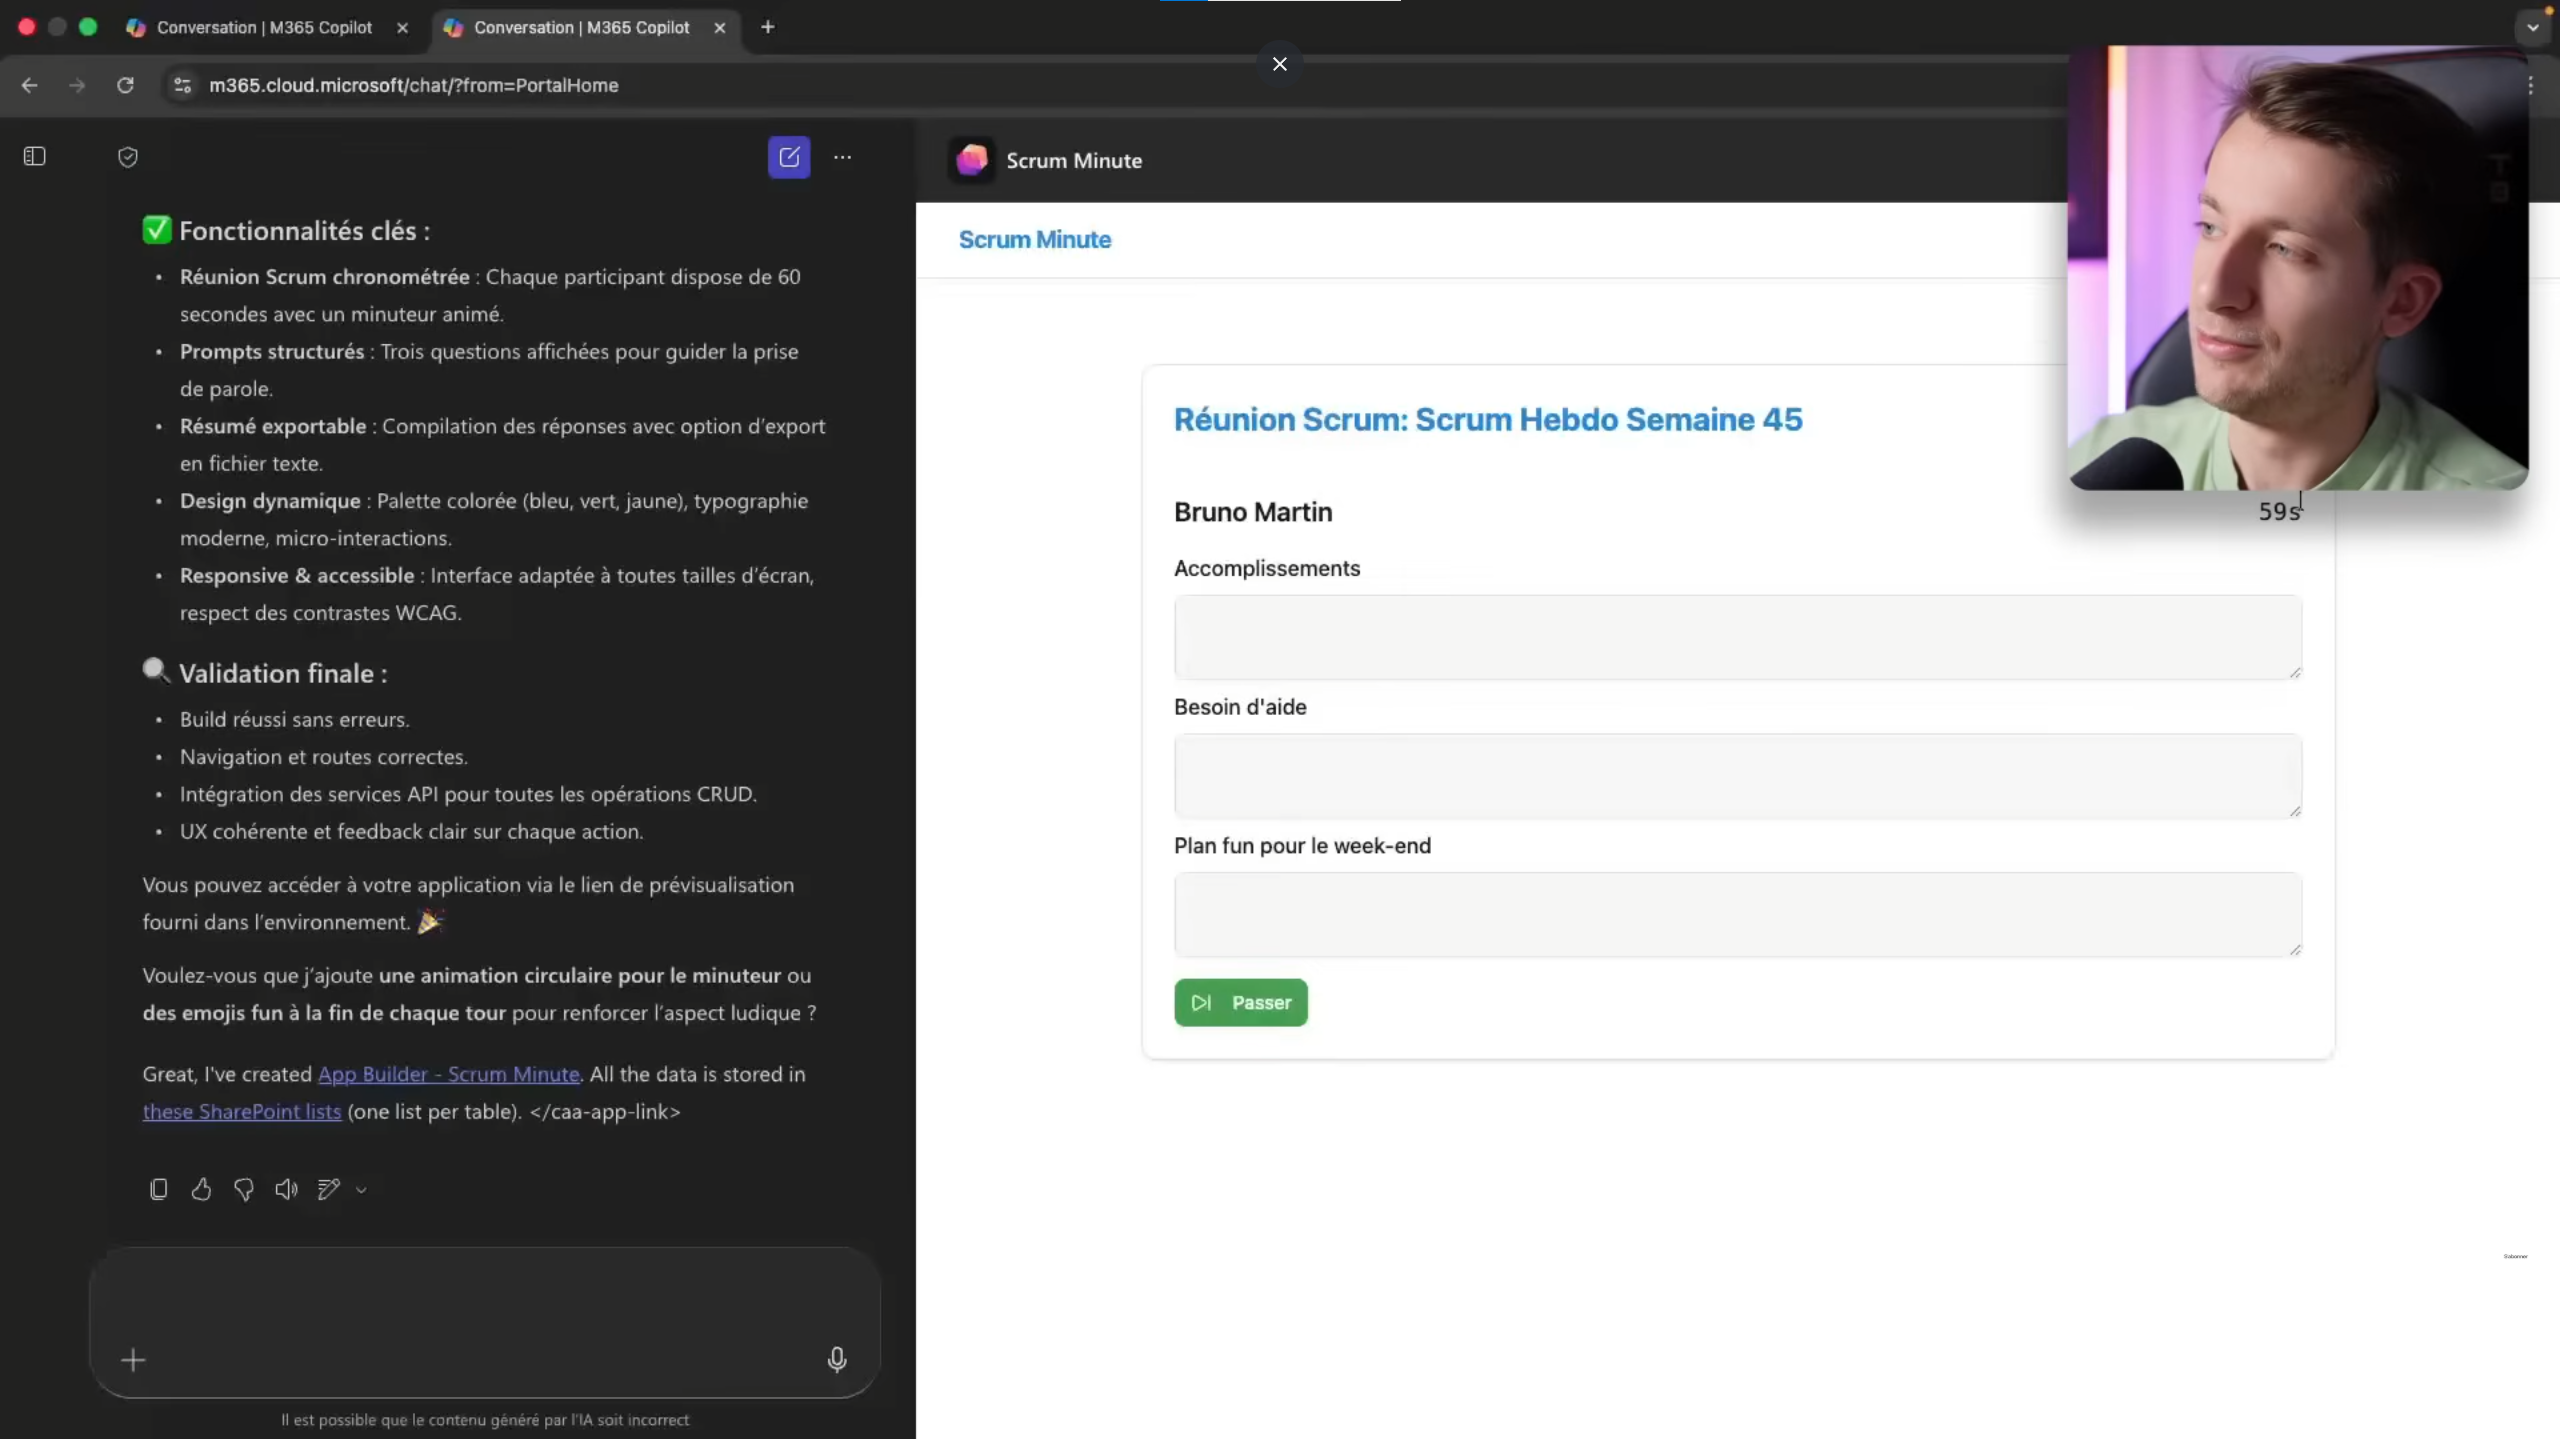 Conversation | M365 Copilot
Conversation | M365 Copilot
m365.cloud.microsoft/chat/?from=PortalHome
Scrum Minute
✅ Fonctionnalités clés :
• Réunion Scrum chronométrée : Chaque participant dispose de 60
secondes avec un minuteur animé.
• Prompts structurés : Trois questions affichées pour guider la prise
de parole.
• Résumé exportable : Compilation des réponses avec option d’export
en fichier texte.
• Design dynamique : Palette colorée (bleu, vert, jaune), typographie
moderne, micro-interactions.
• Responsive & accessible : Interface adaptée à toutes tailles d’écran,
respect des contrastes WCAG.
🔍 Validation finale :
• Build réussi sans erreurs.
• Navigation et routes correctes.
• Intégration des services API pour toutes les opérations CRUD.
• UX cohérente et feedback clair sur chaque action.
Vous pouvez accéder à votre application via le lien de prévisualisation
fourni dans l’environnement. 🎉
Voulez-vous que j’ajoute une animation circulaire pour le minuteur ou
des emojis fun à la fin de chaque tour pour renforcer l’aspect ludique ?
Great, I've created App Builder - Scrum Minute. All the data is stored in
these SharePoint lists (one list per table). </caa-app-link>
Il est possible que le contenu généré par l'IA soit incorrect
Scrum Minute
Réunion Scrum: Scrum Hebdo Semaine 45
Bruno Martin
59s
Accomplissements
Besoin d'aide
Plan fun pour le week-end
Passer
S'abonner